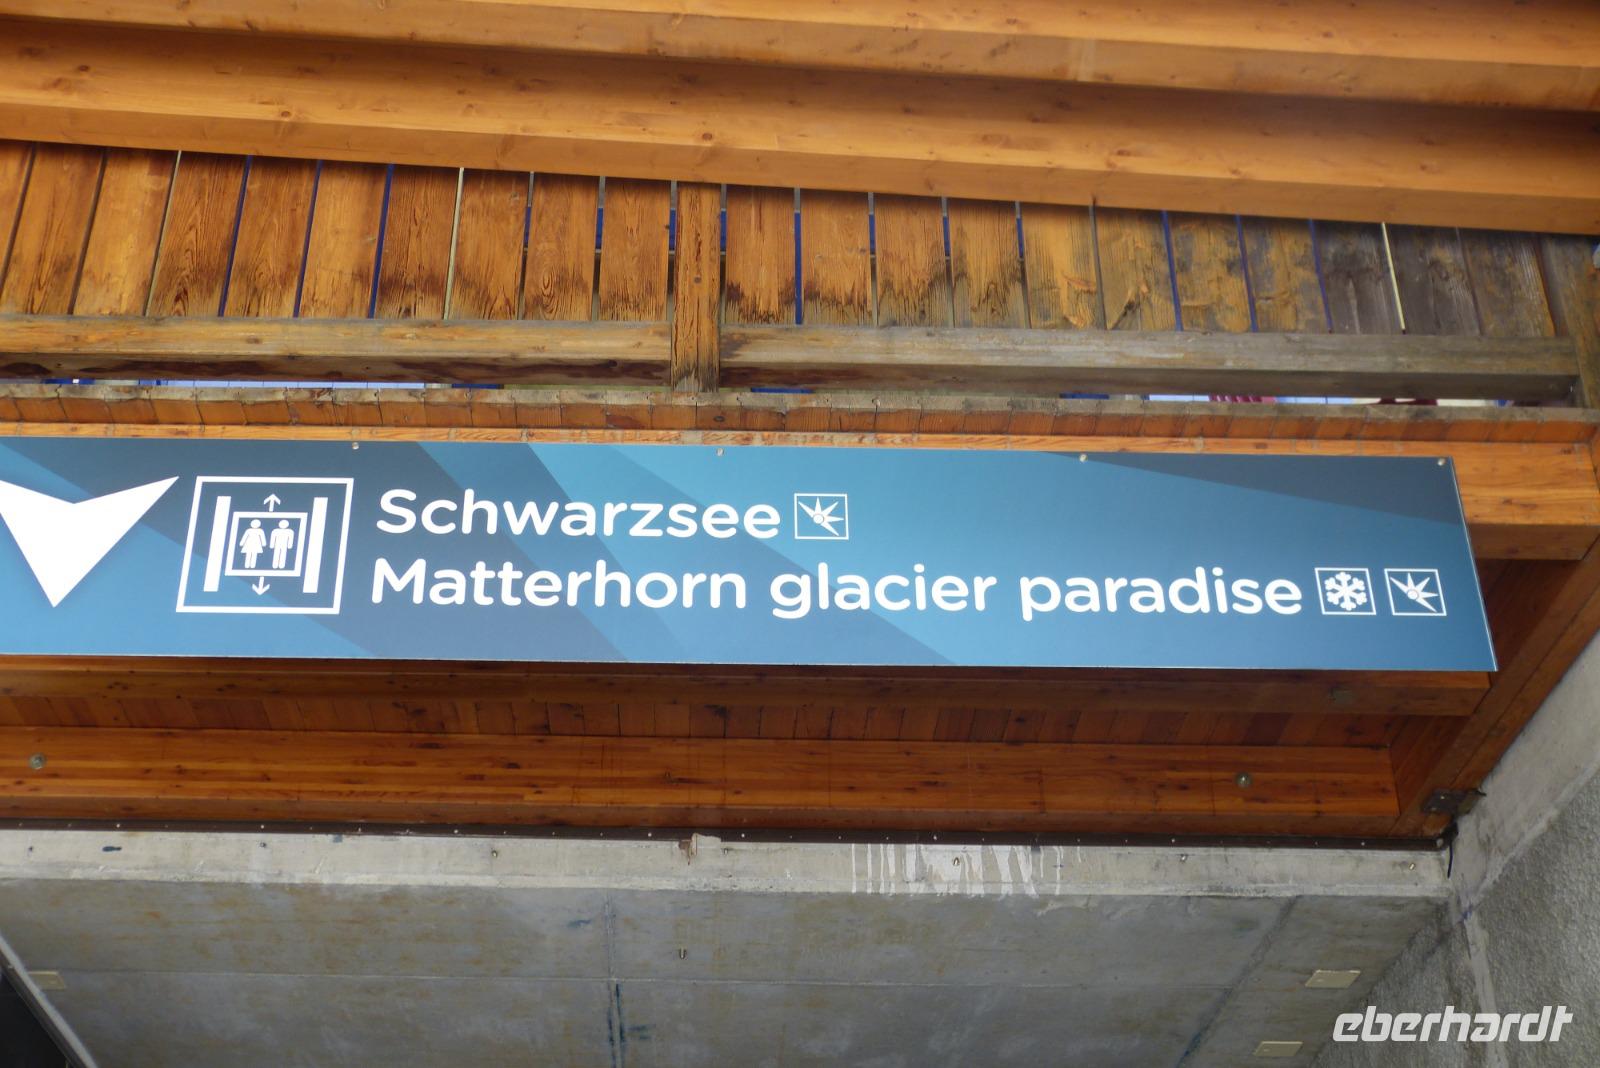 Schwarzsee
Matterhorn glacier paradise
eberhardt